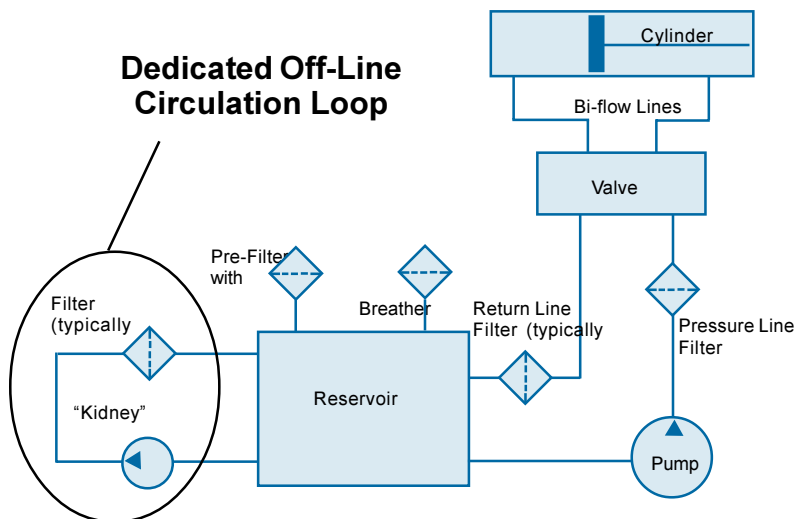 Dedicated Off-Line
Circulation Loop
Cylinder
Bi-flow Lines
Valve
Pre-Filter
with
Breather
Return Line
Filter (typically
Pressure Line
Filter
Filter
(typically
Reservoir
“Kidney”
Pump